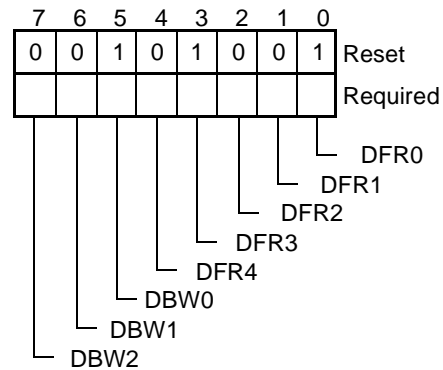 7 6 5 4 3 2 1 0
0 0 1 0 1 0 0 1 Reset
Required
DFR0
DFR1
DFR2
DFR3
DFR4
DBW0
DBW1
DBW2